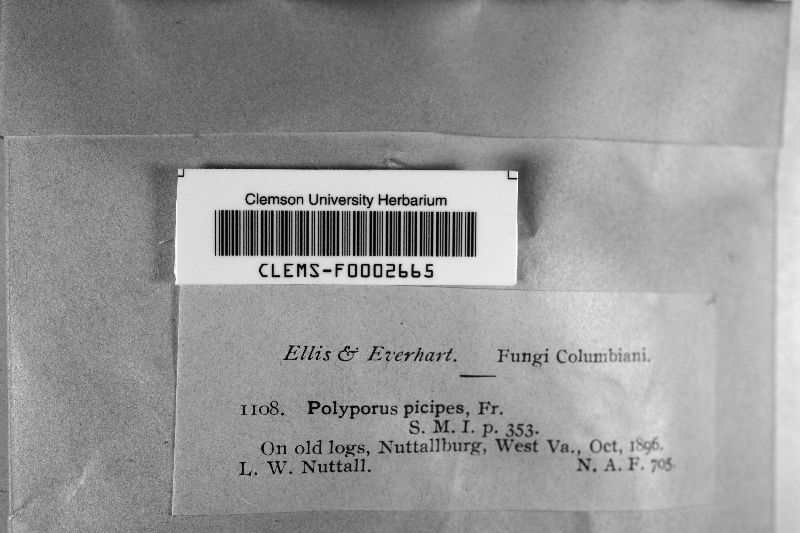 Clemson University Herbarium
CLEMS-F0002665
Ellis & Everhart. Fungi Columbiani.
1108. Polyporus picipes, Fr.
S. M. I. p. 353.
On old logs, Nuttallburg, West Va., Oct, 1896.
L. W. Nuttall. N. A. F. 705.